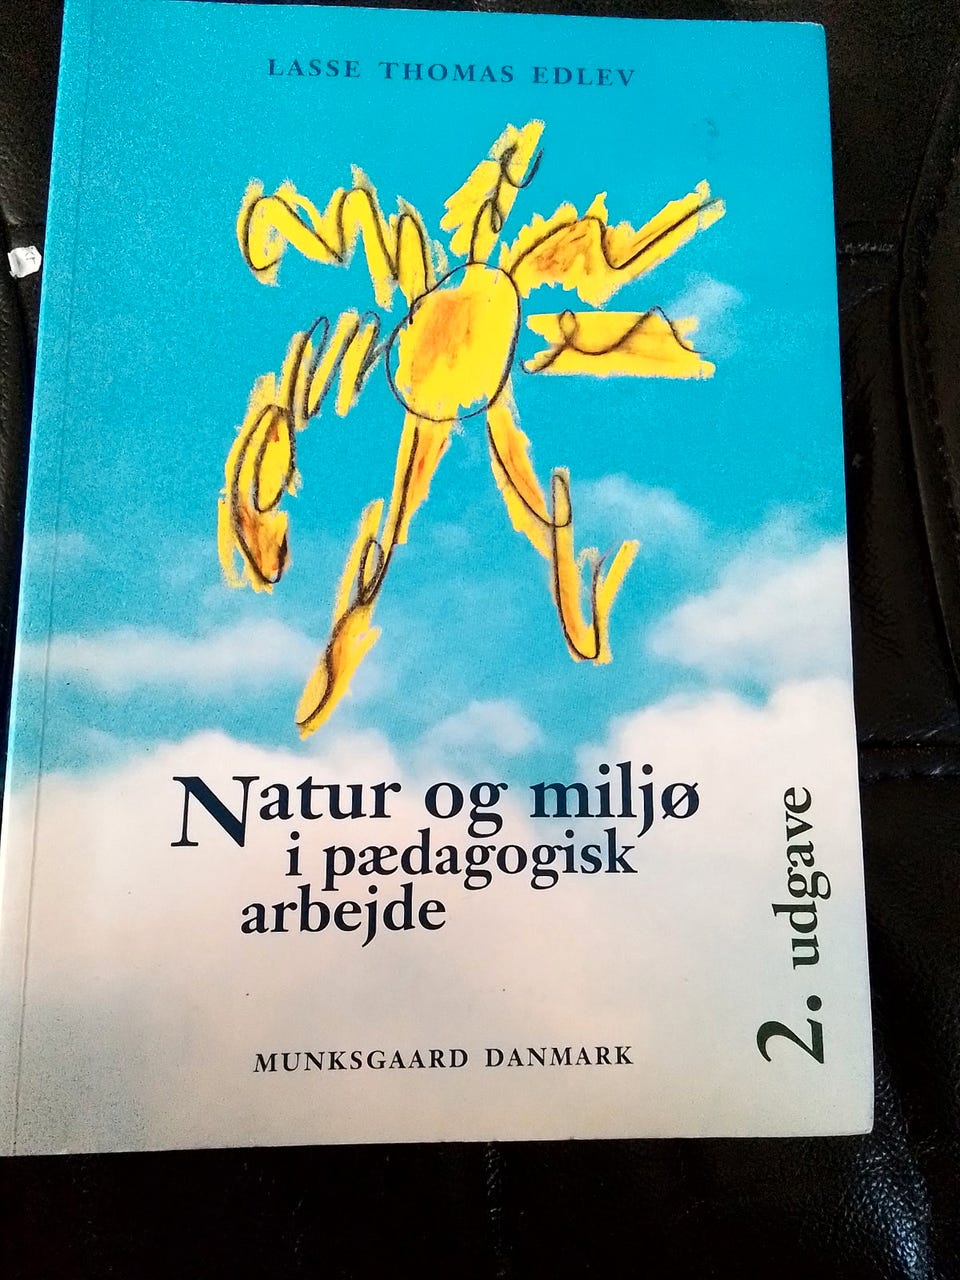 LASSE THOMAS EDLEV
Natur og miljø
i pædagogisk
arbejde
2. udgave
MUNKSGAARD DANMARK